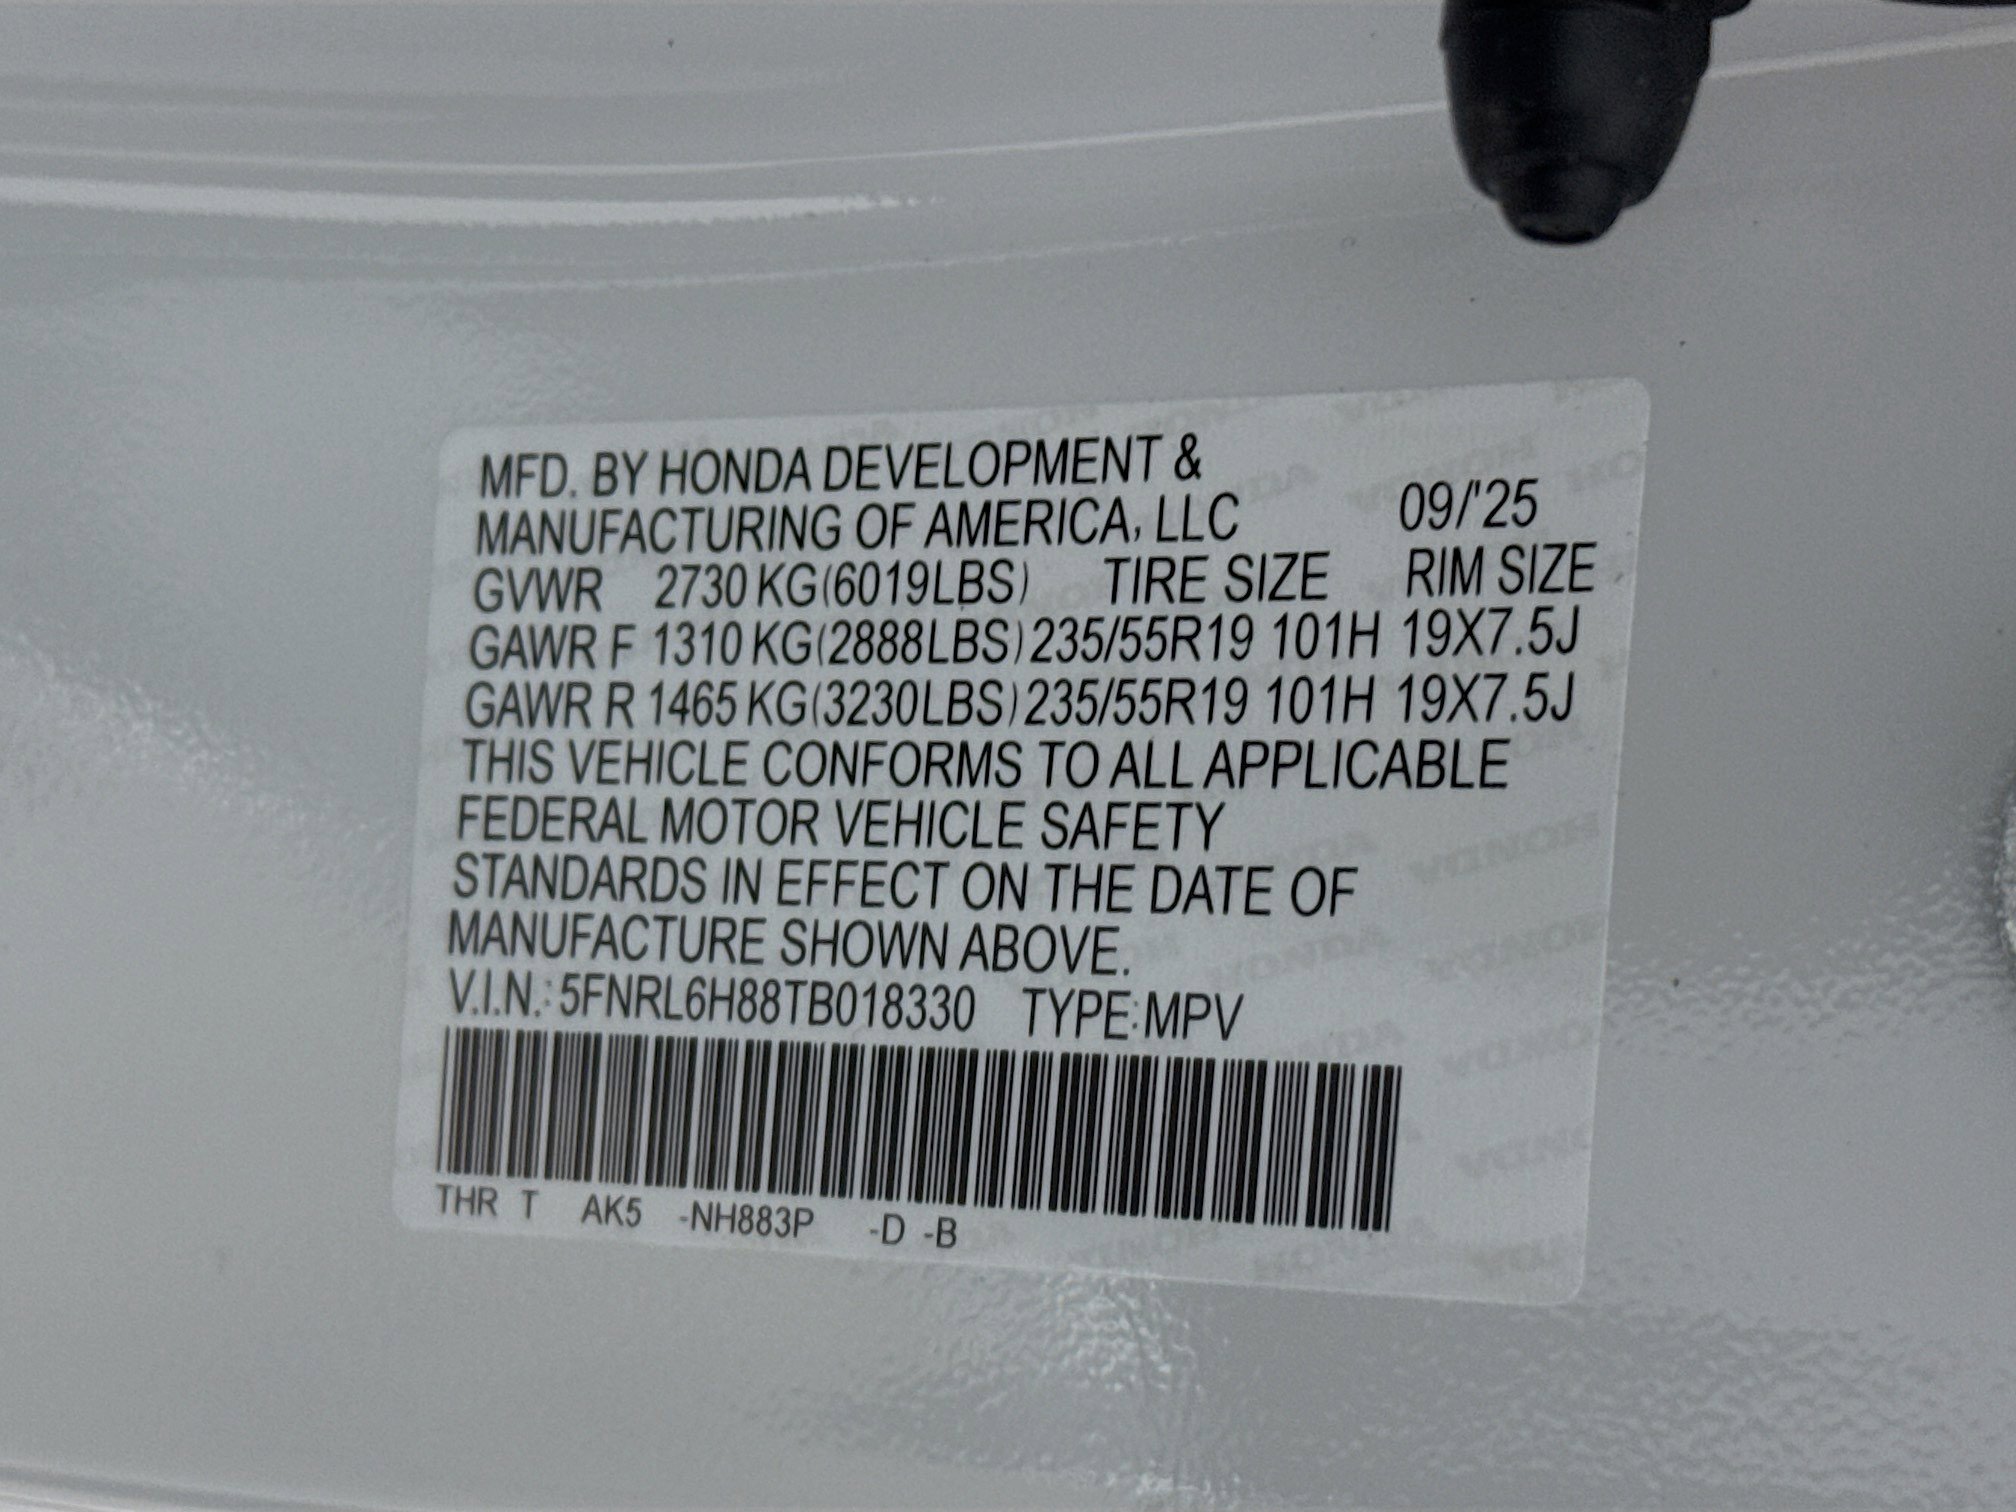 MFD. BY HONDA DEVELOPMENT &
MANUFACTURING OF AMERICA, LLC 09/'25
GVWR 2730 KG(6019LBS) TIRE SIZE RIM SIZE
GAWR F 1310 KG(2888LBS) 235/55R19 101H 19X7.5J
GAWR R 1465 KG(3230LBS) 235/55R19 101H 19X7.5J
THIS VEHICLE CONFORMS TO ALL APPLICABLE
FEDERAL MOTOR VEHICLE SAFETY
STANDARDS IN EFFECT ON THE DATE OF
MANUFACTURE SHOWN ABOVE.
V.I.N.: 5FNRL6H88TB018330 TYPE:MPV
THR T AK5 -NH883P -D -B